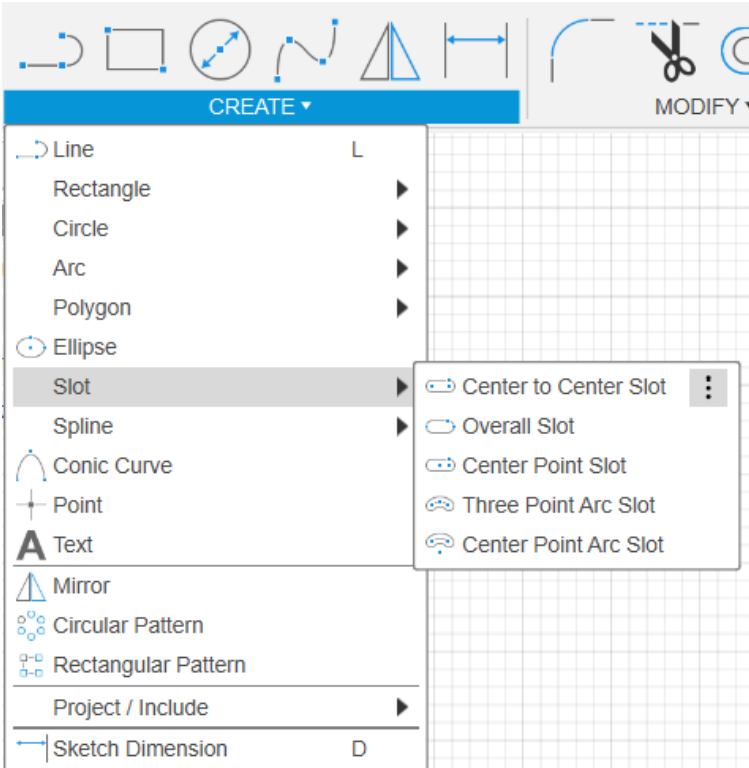 CREATE ▼
MODIFY
Line L
Rectangle
Circle
Arc
Polygon
Ellipse
Slot
Center to Center Slot
Spline
Overall Slot
Conic Curve
Center Point Slot
Point
Three Point Arc Slot
Text
Center Point Arc Slot
Mirror
Circular Pattern
Rectangular Pattern
Project / Include
Sketch Dimension D